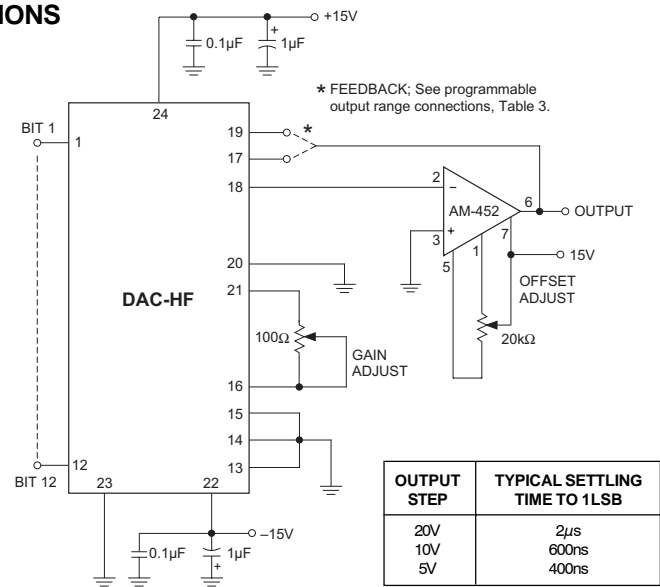 IONS
+15V
+
0.1µF
1µF
* FEEDBACK; See programmable
output range connections, Table 3.
24
BIT 1
1
19
*
17
18
2
–
AM-452
6
OUTPUT
+
3
1
7
5
15V
OFFSET
ADJUST
20kΩ
20
DAC-HF
21
100Ω
GAIN
ADJUST
16
15
14
13
12
BIT 12
23
22
–15V
0.1µF
1µF
+
OUTPUT STEP TYPICAL SETTLING TIME TO 1LSB
20V 2µs
10V 600ns
5V 400ns